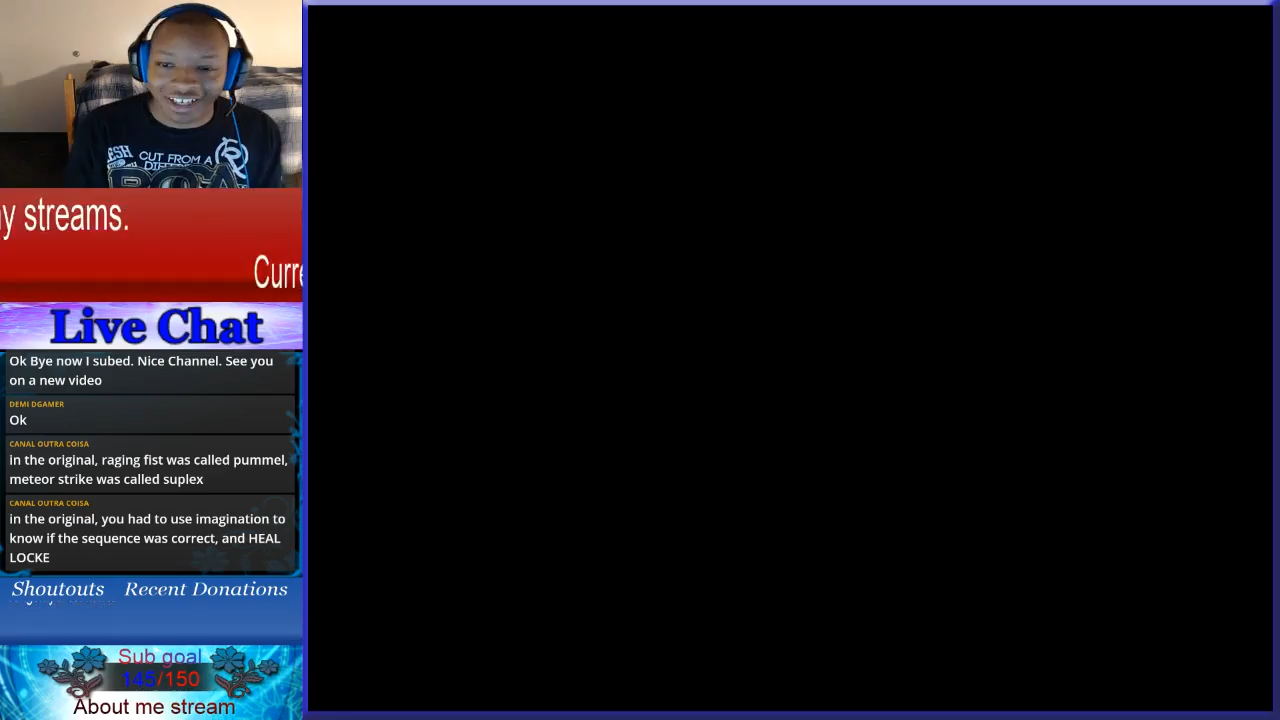 ESH
CUT FROM A
y streams.
Curre
Live Chat
Ok Bye now I subed. Nice Channel. See you
on a new video
DEMI DGAMER
Ok
CANAL OUTRA COISA
in the original, raging fist was called pummel,
meteor strike was called suplex
CANAL OUTRA COISA
in the original, you had to use imagination to
know if the sequence was correct, and HEAL
LOCKE
Shoutouts Recent Donations
Sub goal
145/150
About me stream